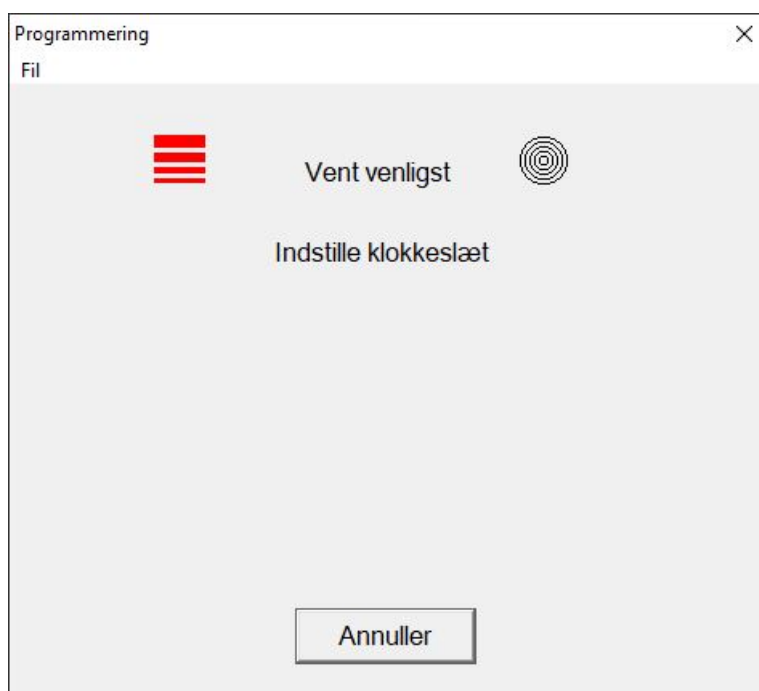 Programmering
Fil
Vent venligst
Indstille klokkeslæt
Annuller